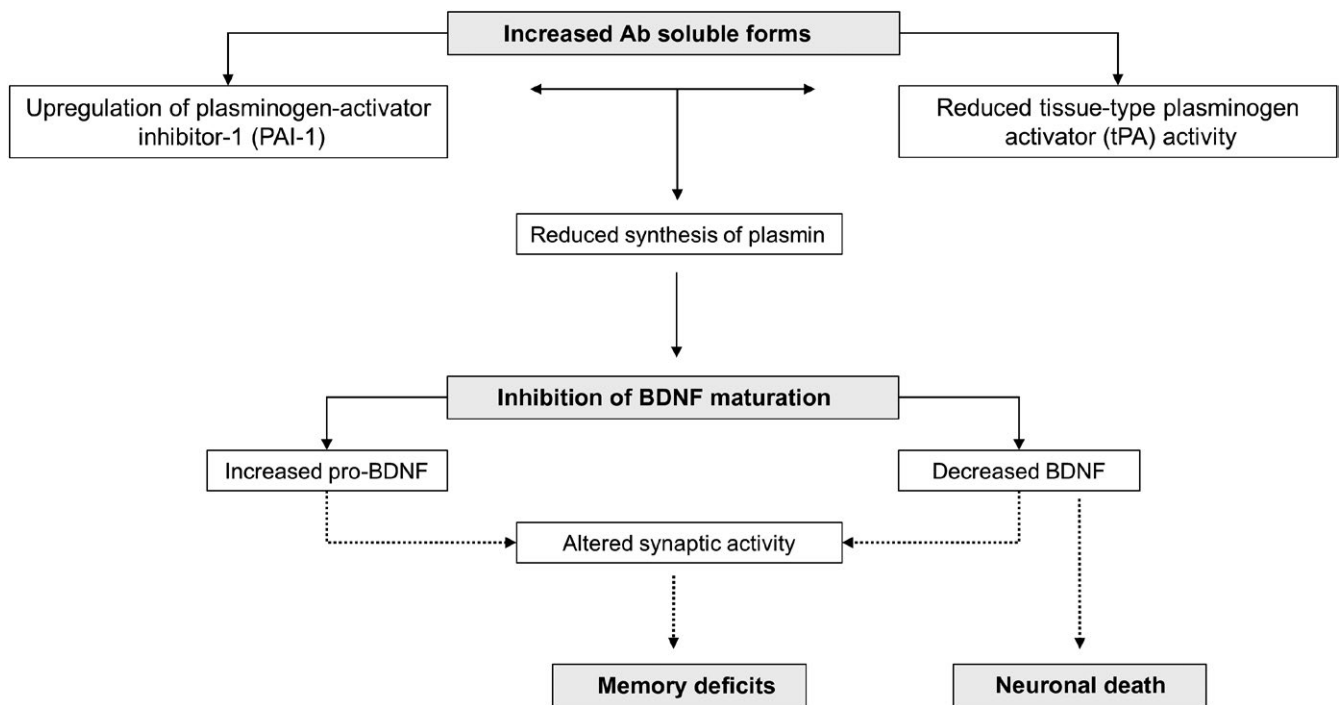 Increased Ab soluble forms
Upregulation of plasminogen-activator
inhibitor-1 (PAI-1)
Reduced tissue-type plasminogen
activator (tPA) activity
Reduced synthesis of plasmin
Inhibition of BDNF maturation
Increased pro-BDNF
Decreased BDNF
Altered synaptic activity
Memory deficits
Neuronal death